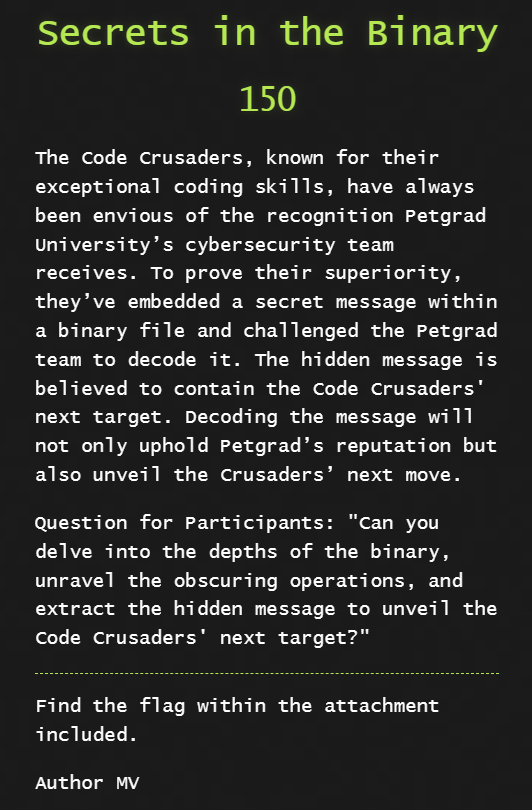 Secrets in the Binary
150
The Code Crusaders, known for their
exceptional coding skills, have always
been envious of the recognition Petgrad
University’s cybersecurity team
receives. To prove their superiority,
they’ve embedded a secret message within
a binary file and challenged the Petgrad
team to decode it. The hidden message is
believed to contain the Code Crusaders'
next target. Decoding the message will
not only uphold Petgrad’s reputation but
also unveil the Crusaders’ next move.
Question for Participants: "Can you
delve into the depths of the binary,
unravel the obscuring operations, and
extract the hidden message to unveil the
Code Crusaders' next target?"
Find the flag within the attachment
included.
Author MV